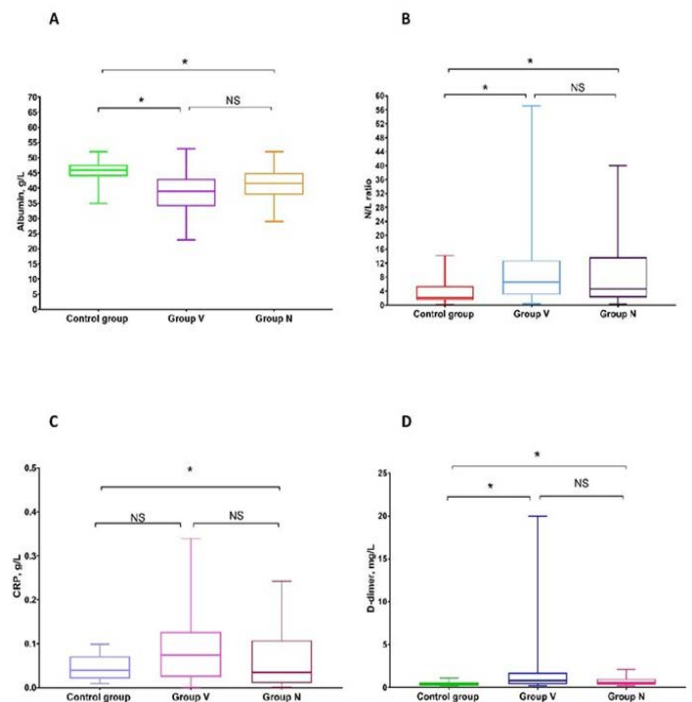 A
*
*
NS
Albumin, g/L
70
65
60
55
50
45
40
35
30
25
20
15
10
5
0
Control group Group V Group N
B
*
*
NS
N/L ratio
60
56
52
48
44
40
36
32
28
24
20
16
12
8
4
0
Control group Group V Group N
C
*
NS
NS
CRP, g/L
0.5
0.4
0.3
0.2
0.1
0.0
Control group Group V Group N
D
*
*
NS
D-dimer, mg/L
25
20
15
10
5
0
Control group Group V Group N